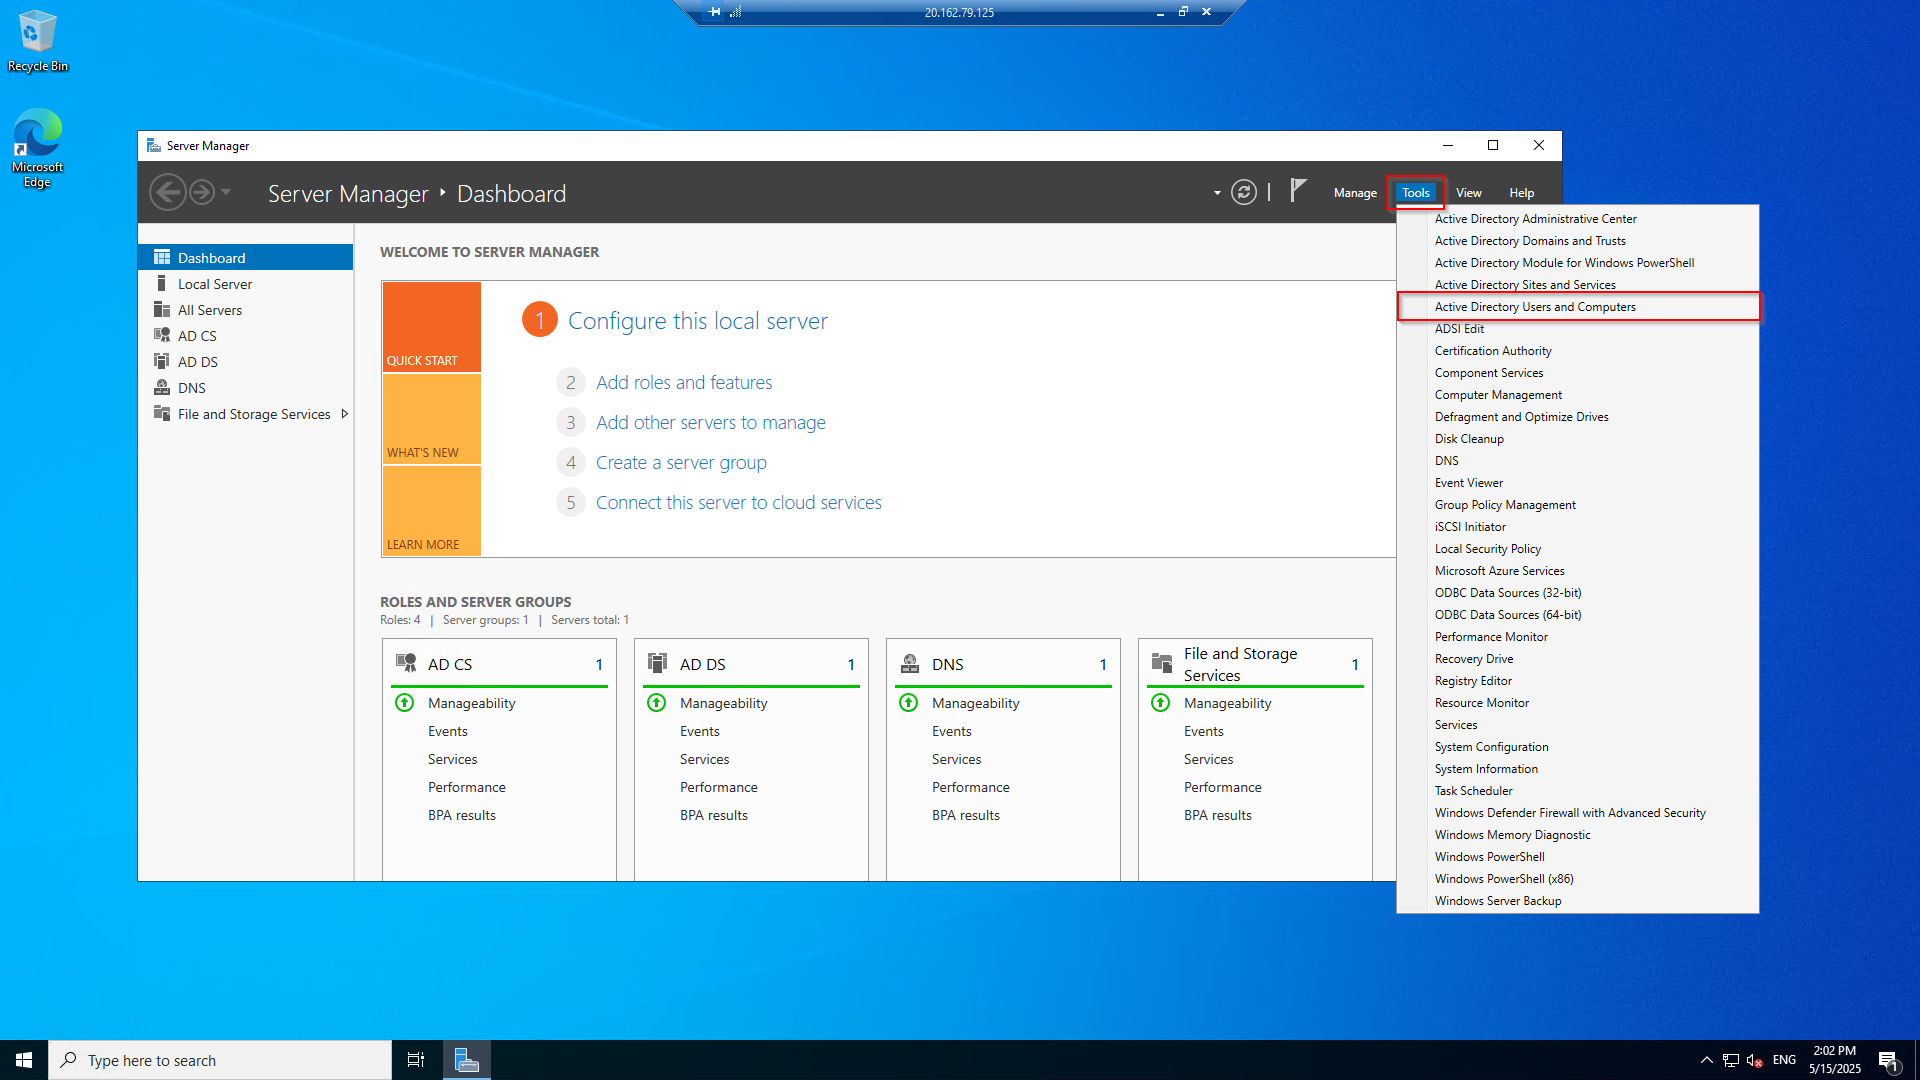 20.162.79.125
Recycle Bin
Microsoft
Edge
Server Manager
Server Manager
Dashboard
Manage
Tools
View
Help
Dashboard
Local Server
All Servers
AD CS
AD DS
DNS
File and Storage Services
WELCOME TO SERVER MANAGER
QUICK START
WHAT'S NEW
LEARN MORE
1 Configure this local server
2 Add roles and features
3 Add other servers to manage
4 Create a server group
5 Connect this server to cloud services
ROLES AND SERVER GROUPS
Roles: 4 | Server groups: 1 | Servers total: 1
AD CS 1
Manageability
Events
Services
Performance
BPA results
AD DS 1
Manageability
Events
Services
Performance
BPA results
DNS 1
Manageability
Events
Services
Performance
BPA results
File and Storage
Services 1
Manageability
Events
Services
Performance
BPA results
Active Directory Administrative Center
Active Directory Domains and Trusts
Active Directory Module for Windows PowerShell
Active Directory Sites and Services
Active Directory Users and Computers
ADSI Edit
Certification Authority
Component Services
Computer Management
Defragment and Optimize Drives
Disk Cleanup
DNS
Event Viewer
Group Policy Management
iSCSI Initiator
Local Security Policy
Microsoft Azure Services
ODBC Data Sources (32-bit)
ODBC Data Sources (64-bit)
Performance Monitor
Recovery Drive
Registry Editor
Resource Monitor
Services
System Configuration
System Information
Task Scheduler
Windows Defender Firewall with Advanced Security
Windows Memory Diagnostic
Windows PowerShell
Windows PowerShell (x86)
Windows Server Backup
Type here to search
ENG
2:02 PM
5/15/2025
1